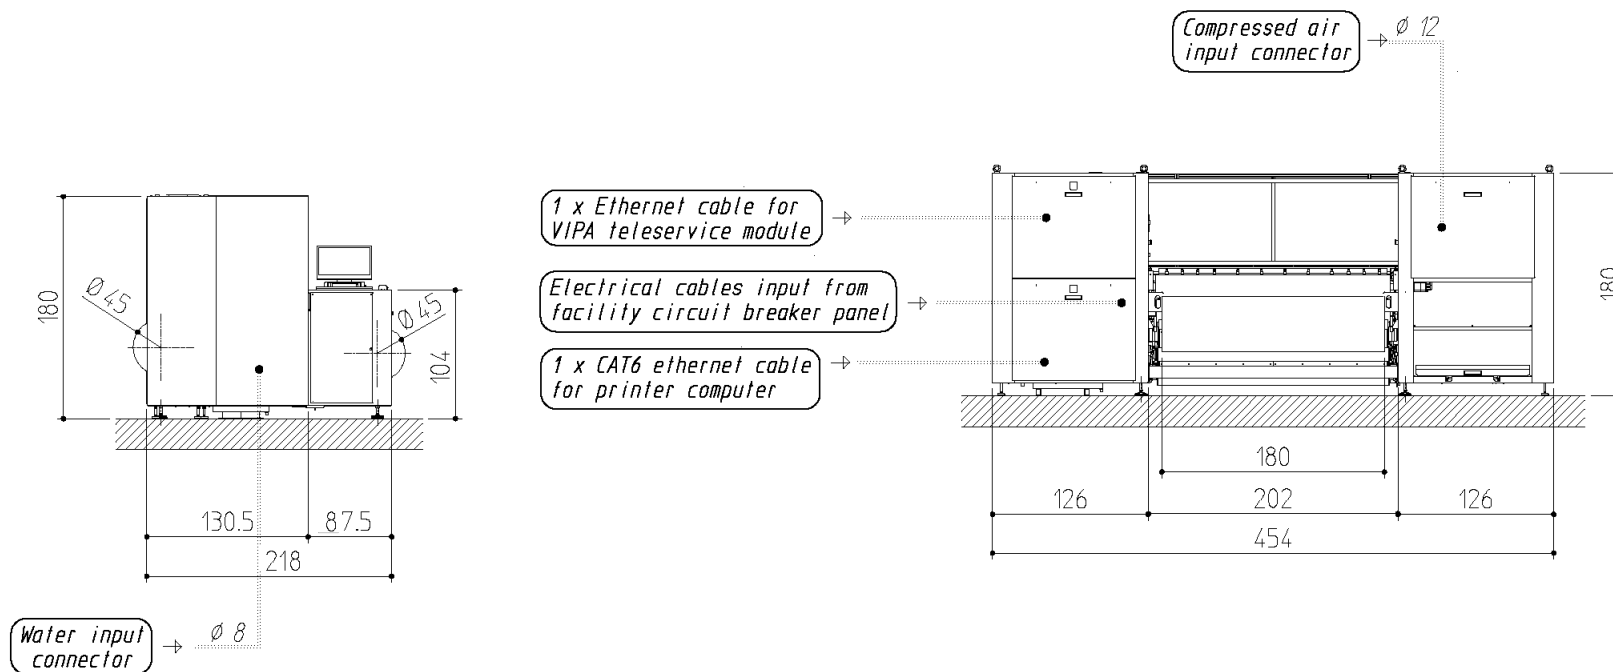 Compressed air
input connector
Ø 12
1 x Ethernet cable for
VIPA teleservice module
Electrical cables input from
facility circuit breaker panel
1 x CAT6 ethernet cable
for printer computer
180
Ø 45
Ø 45
104
130.5
87.5
218
Water input
connector
Ø 8
180
180
126
202
126
454